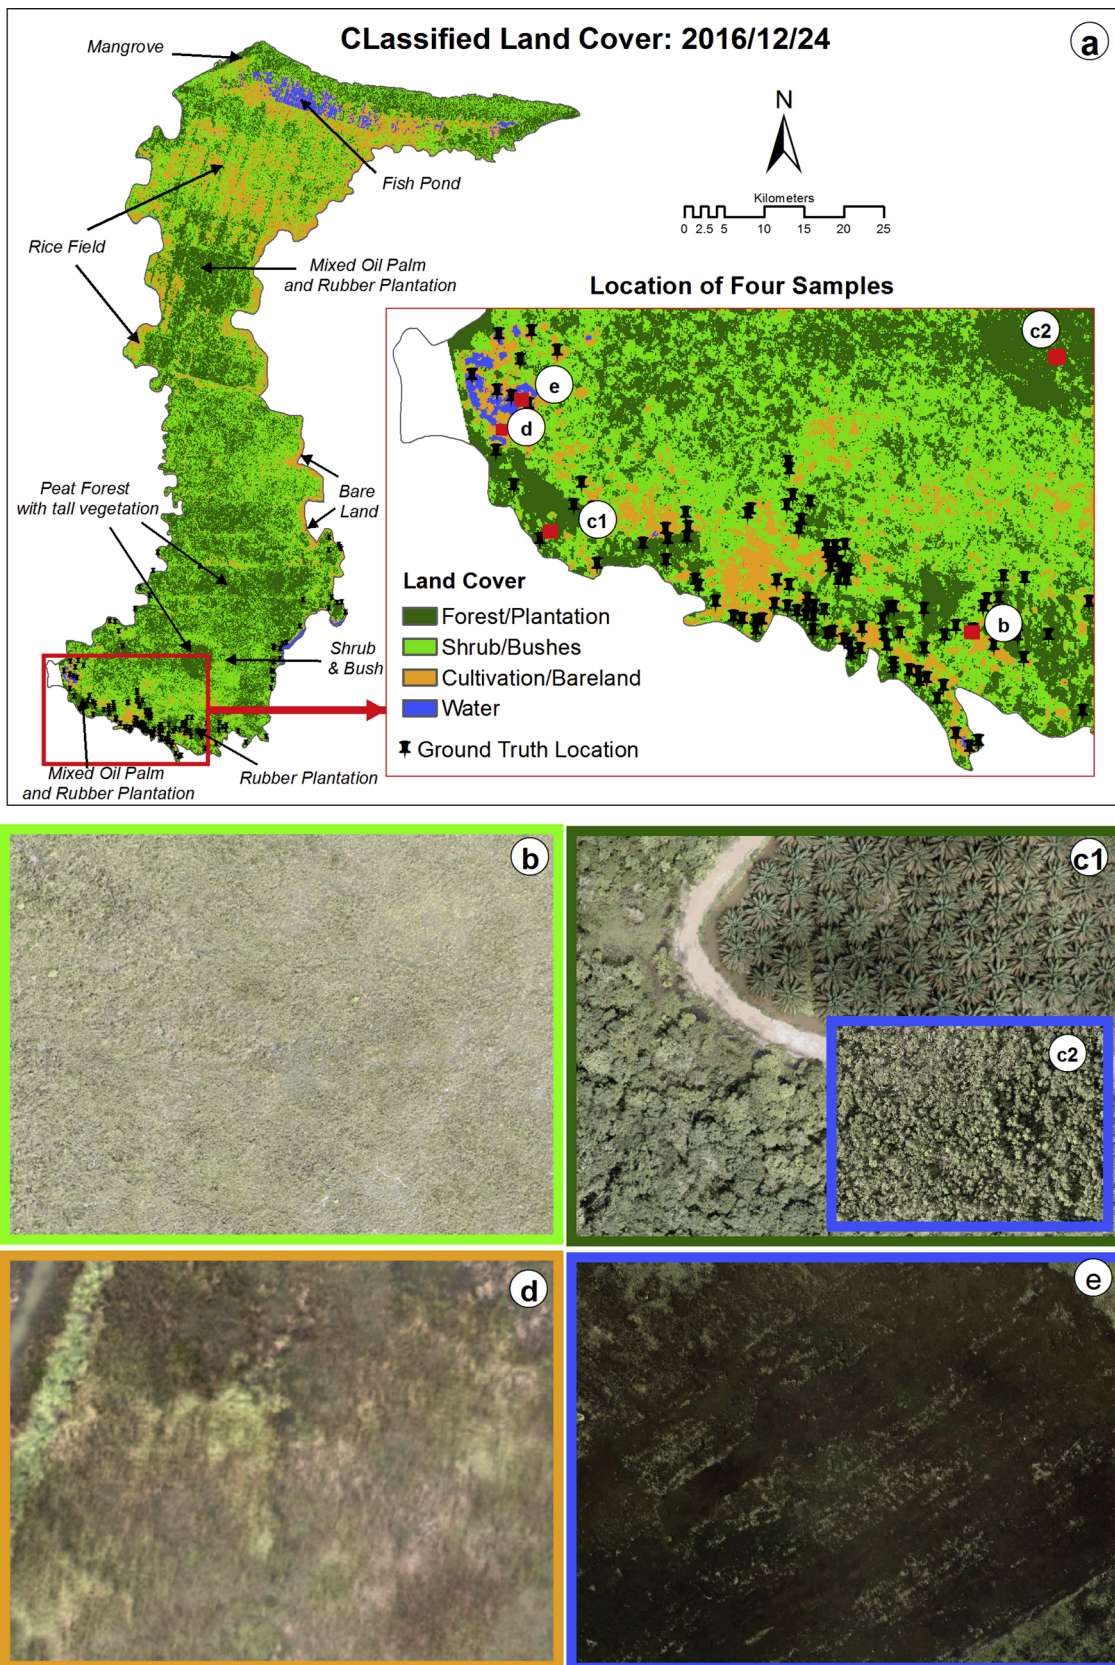 CLassified Land Cover: 2016/12/24
a
Mangrove
N
Fish Pond
Kilometers
0 2.5 5 10 15 20 25
Rice Field
Mixed Oil Palm
and Rubber Plantation
Location of Four Samples
c2
e
d
Peat Forest
with tall vegetation
Bare
Land
c1
Land Cover
Forest/Plantation
Shrub/Bushes
Cultivation/Bareland
Water
Ground Truth Location
b
Shrub
& Bush
Rubber Plantation
Mixed Oil Palm
and Rubber Plantation
b
c1
c2
d
e